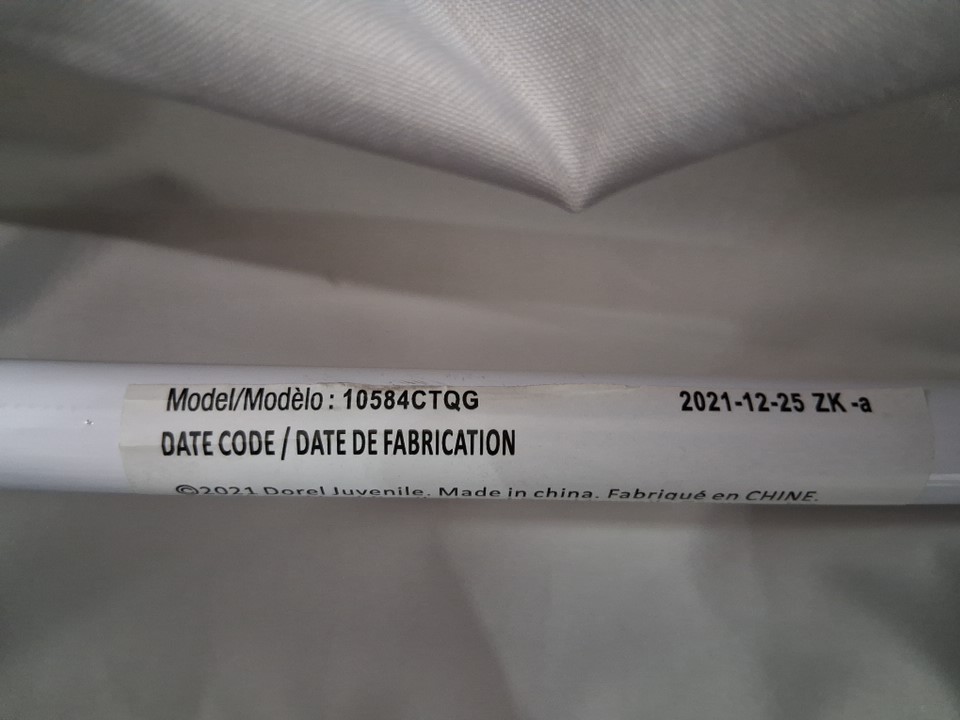 Model/Modèlo : 10584CTQG 2021-12-25 ZK -a
DATE CODE / DATE DE FABRICATION
©2021 Dorel Juvenile. Made in china. Fabriqué en CHINE.